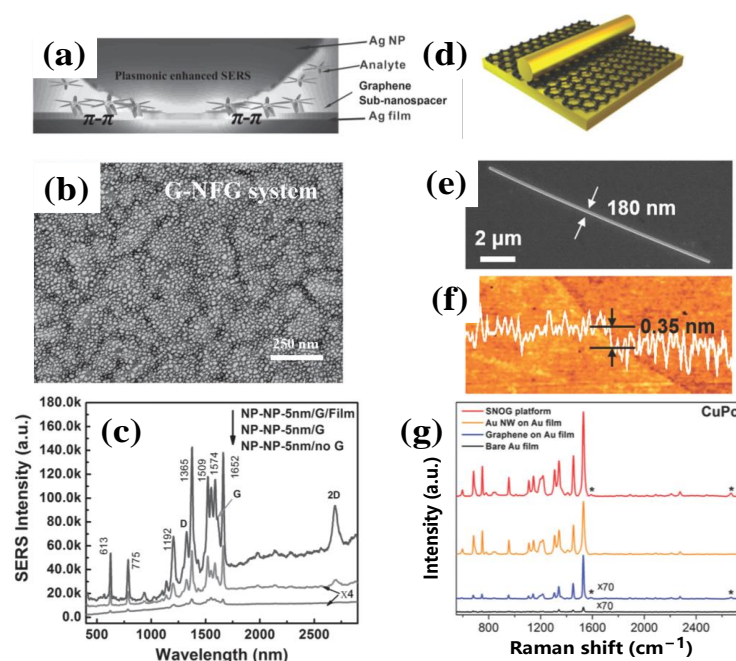 (a)
Ag NP
Plasmonic enhanced SERS
Analyte
Graphene
Sub-nanospacer
π-π
π-π
Ag film
(b)
G-NFG system
250 nm
(c)
NP-NP-5nm/G/Film
NP-NP-5nm/G
NP-NP-5nm/no G
180.0k
160.0k
140.0k
120.0k
100.0k
80.0k
60.0k
40.0k
20.0k
0.0
SERS Intensity (a.u.)
613
775
1192
D
1365
1509
1574
G
1652
2D
X4
500
1000
1500
2000
2500
Wavelength (nm)
(d)
(e)
180 nm
2 µm
(f)
0.35 nm
(g)
SNOG platform
Au NW on Au film
Graphene on Au film
Bare Au film
CuPc
Intensity (a.u.)
*
*
*
x70
*
x70
600
1200
1800
2400
Raman shift (cm⁻¹)